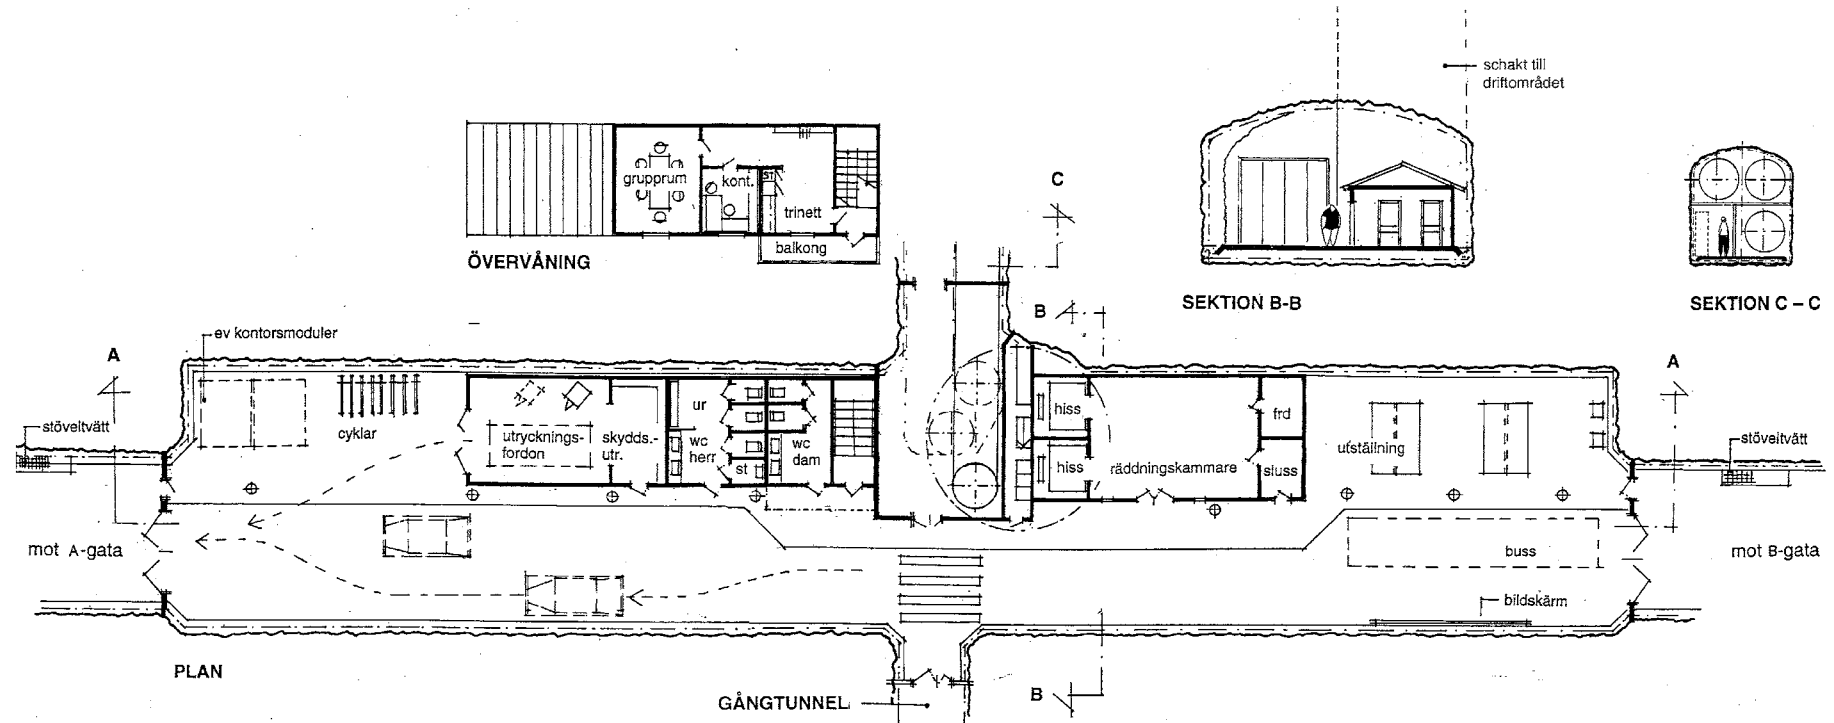 schakt till
driftområdet
grupprum
kont.
ST
trinett
balkong
ÖVERVÅNING
C
SEKTION B-B
SEKTION C – C
B
ev kontorsmoduler
A
A
stöveltvätt
cyklar
utrycknings-
fordon
skydds.-
utr.
ur
wc
herr
st
wc
dam
hiss
hiss
räddningskammare
frd
sluss
utställning
stöveltvätt
mot A-gata
buss
mot B-gata
bildskärm
PLAN
GÅNGTUNNEL
B